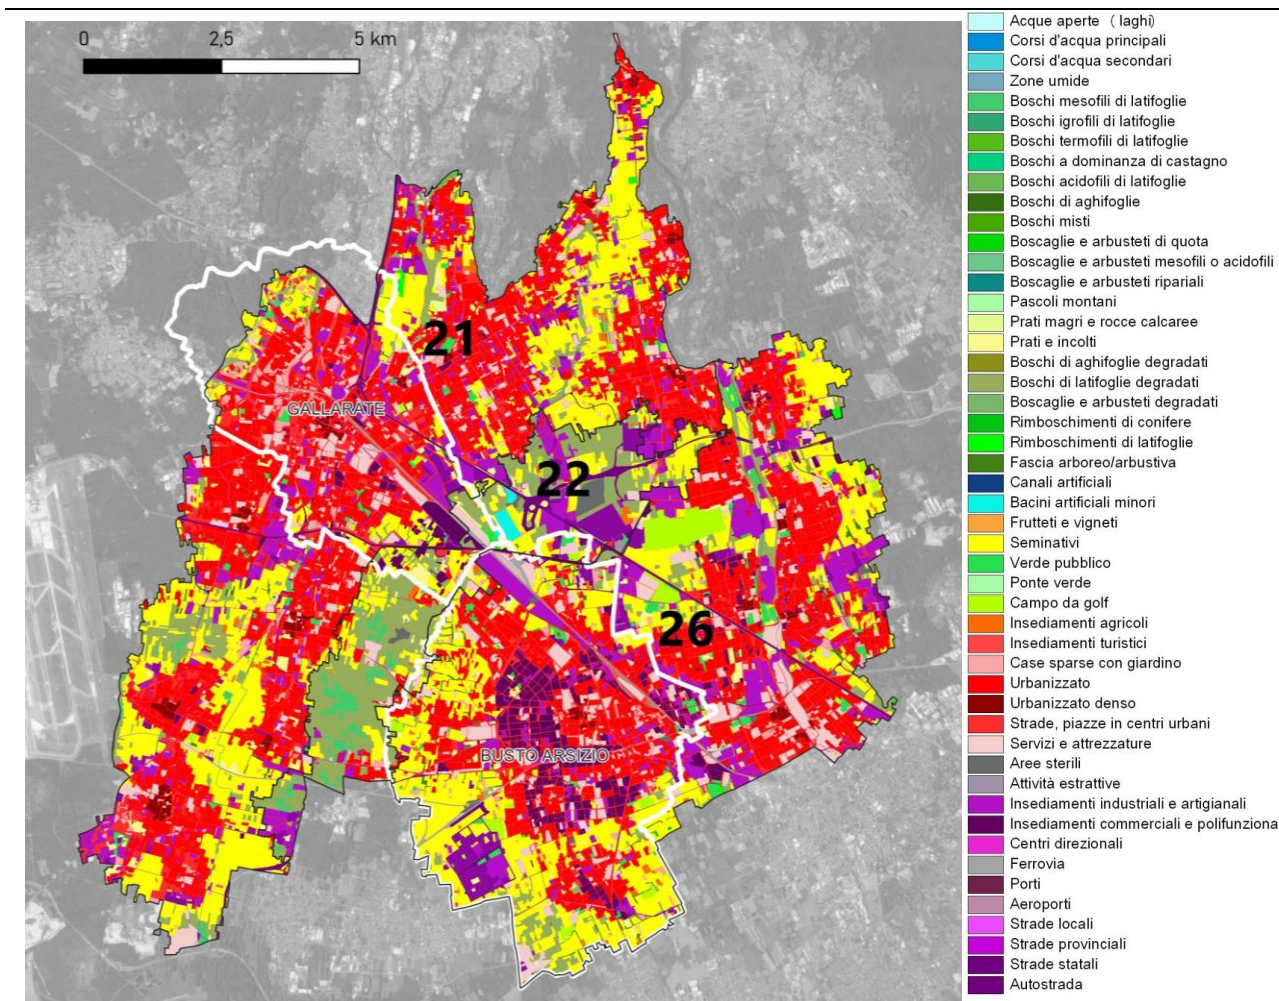 0 2,5 5 km
21
GALLARATE
22
26
BUSTO ARSIZIO
Acque aperte ( laghi)
Corsi d'acqua principali
Corsi d'acqua secondari
Zone umide
Boschi mesofili di latifoglie
Boschi igrofili di latifoglie
Boschi termofili di latifoglie
Boschi a dominanza di castagno
Boschi acidofili di latifoglie
Boschi di aghifoglie
Boschi misti
Boscaglie e arbusteti di quota
Boscaglie e arbusteti mesofili o acidofili
Boscaglie e arbusteti ripariali
Pascoli montani
Prati magri e rocce calcaree
Prati e incolti
Boschi di aghifoglie degradati
Boschi di latifoglie degradati
Boscaglie e arbusteti degradati
Rimboschimenti di conifere
Rimboschimenti di latifoglie
Fascia arboreo/arbustiva
Canali artificiali
Bacini artificiali minori
Frutteti e vigneti
Seminativi
Verde pubblico
Ponte verde
Campo da golf
Insediamenti agricoli
Insediamenti turistici
Case sparse con giardino
Urbanizzato
Urbanizzato denso
Strade, piazze in centri urbani
Servizi e attrezzature
Aree sterili
Attività estrattive
Insediamenti industriali e artigianali
Insediamenti commerciali e polifunziona
Centri direzionali
Ferrovia
Porti
Aeroporti
Strade locali
Strade provinciali
Strade statali
Autostrada